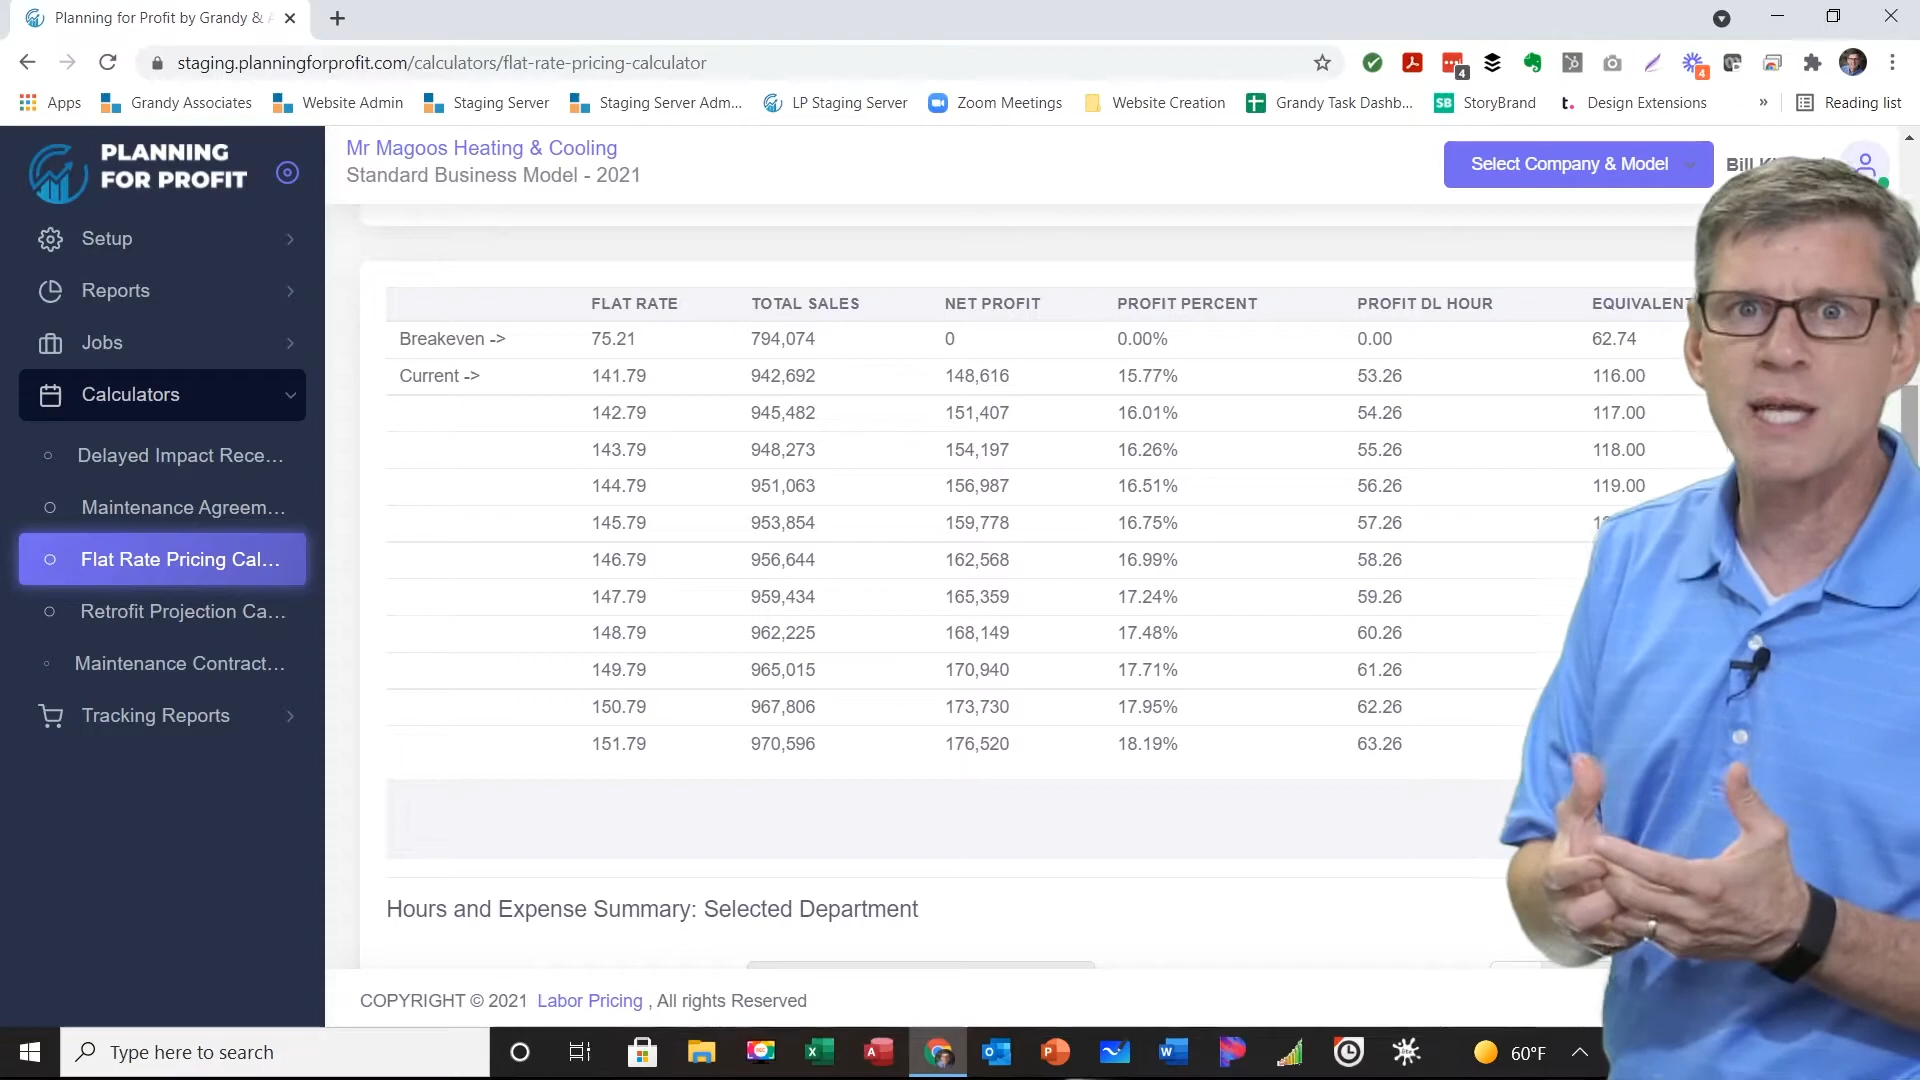 Planning for Profit by Grandy &
staging.planningforprofit.com/calculators/flat-rate-pricing-calculator
4
4
Apps
Grandy Associates
Website Admin
Staging Server
Staging Server Adm...
LP Staging Server
Zoom Meetings
Website Creation
Grandy Task Dashb...
SB
StoryBrand
t.
Design Extensions
»
Reading list
PLANNING
FOR PROFIT
Mr Magoos Heating & Cooling
Standard Business Model - 2021
Select Company & Model
Bill
Setup
Reports
Jobs
Calculators
Delayed Impact Rece...
Maintenance Agreem...
Flat Rate Pricing Cal...
Retrofit Projection Ca...
Maintenance Contract...
Tracking Reports
FLAT RATE TOTAL SALES NET PROFIT PROFIT PERCENT PROFIT DL HOUR EQUIVALENT
Breakeven -> 75.21 794,074 0 0.00% 0.00 62.74
Current -> 141.79 942,692 148,616 15.77% 53.26 116.00
142.79 945,482 151,407 16.01% 54.26 117.00
143.79 948,273 154,197 16.26% 55.26 118.00
144.79 951,063 156,987 16.51% 56.26 119.00
145.79 953,854 159,778 16.75% 57.26
146.79 956,644 162,568 16.99% 58.26
147.79 959,434 165,359 17.24% 59.26
148.79 962,225 168,149 17.48% 60.26
149.79 965,015 170,940 17.71% 61.26
150.79 967,806 173,730 17.95% 62.26
151.79 970,596 176,520 18.19% 63.26
Hours and Expense Summary: Selected Department
COPYRIGHT © 2021 Labor Pricing , All rights Reserved
Type here to search
60°F